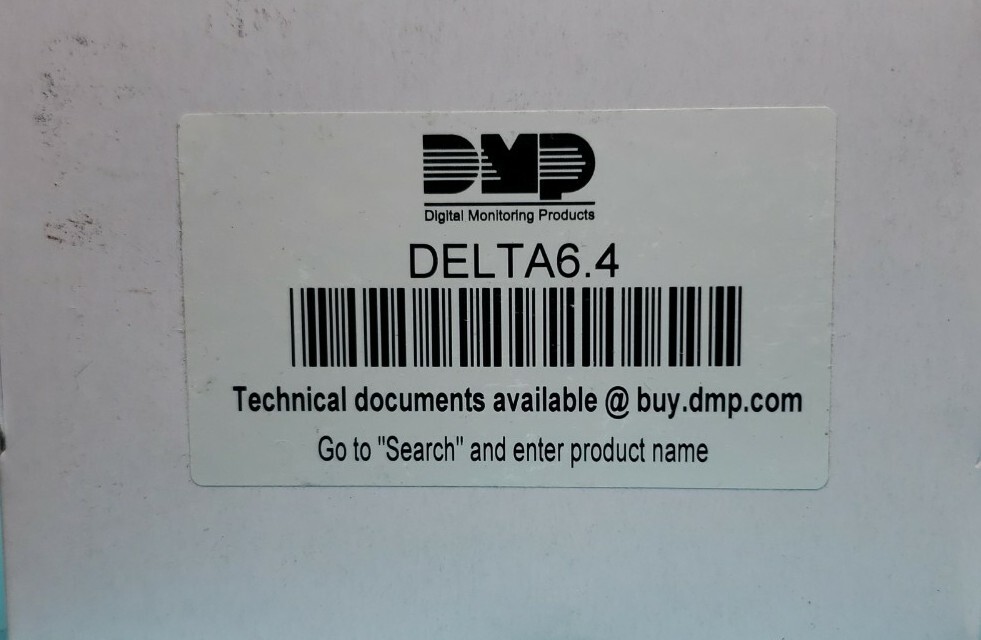 DMP
Digital Monitoring Products
DELTA6.4
Technical documents available @ buy.dmp.com
Go to "Search" and enter product name